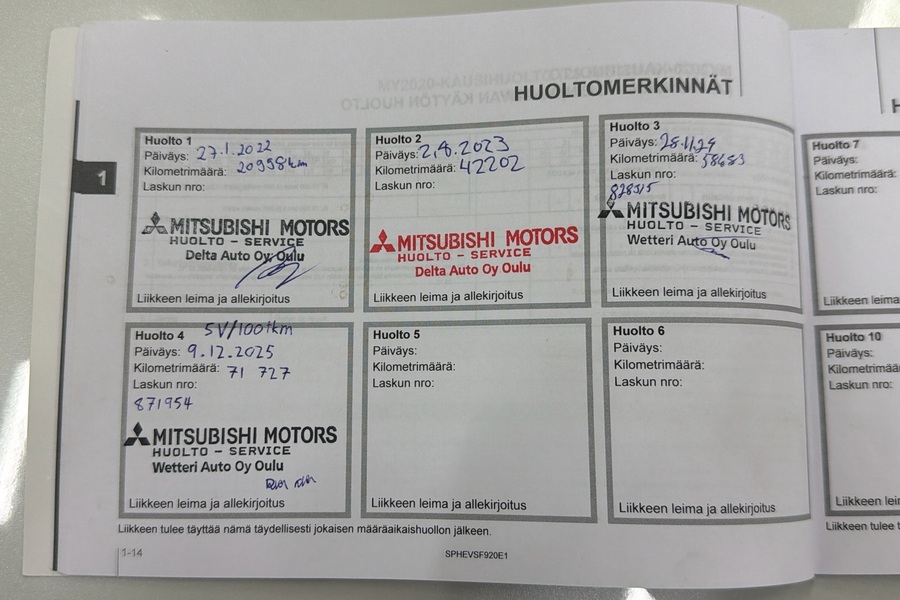 HUOLTOMERKINNÄT
1
Huolto 1
Päiväys: 27.1.2022
Kilometrimäärä: 20998km
Laskun nro:
MITSUBISHI MOTORS
HUOLTO - SERVICE
Delta Auto Oy, Oulu
Liikkeen leima ja allekirjoitus
Huolto 2
Päiväys: 2.8.2023
Kilometrimäärä: 42202
Laskun nro:
MITSUBISHI MOTORS
HUOLTO - SERVICE
Delta Auto Oy Oulu
Liikkeen leima ja allekirjoitus
Huolto 3
Päiväys: 28.11.24
Kilometrimäärä: 58683
Laskun nro:
828515
MITSUBISHI MOTORS
HUOLTO - SERVICE
Wetteri Auto Oy Oulu
Liikkeen leima ja allekirjoitus
Huolto 4 5V/100tkm
Päiväys: 9.12.2025
Kilometrimäärä: 71 727
Laskun nro:
871954
MITSUBISHI MOTORS
HUOLTO - SERVICE
Wetteri Auto Oy Oulu
Liikkeen leima ja allekirjoitus
Huolto 5
Päiväys:
Kilometrimäärä:
Laskun nro:
Liikkeen leima ja allekirjoitus
Huolto 6
Päiväys:
Kilometrimäärä:
Laskun nro:
Liikkeen leima ja allekirjoitus
Liikkeen tulee täyttää nämä täydellisesti jokaisen määräaikaishuollon jälkeen.
1-14
SPHEVSF920E1
H
Huolto 7
Päiväys:
Kilometrimäärä:
Laskun nro:
Liikkeen leima
Huolto 10
Päiväys:
Kilometrimäärä
Laskun nro:
Liikkeen lei
Liikkeen tulee t